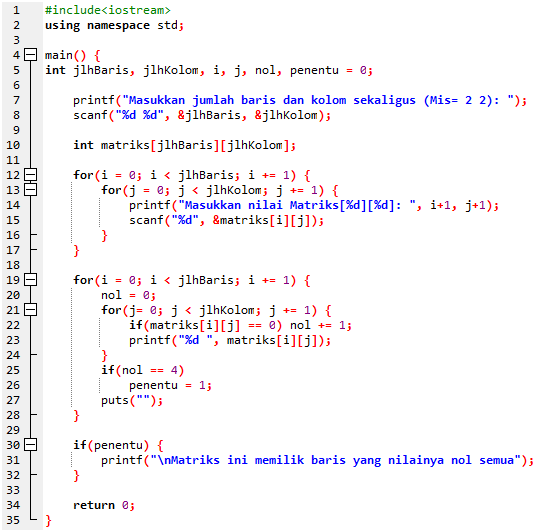 1 #include<iostream>
2 using namespace std;
3
4 main() {
5 int jlhBaris, jlhKolom, i, j, nol, penentu = 0;
6
7 printf("Masukkan jumlah baris dan kolom sekaligus (Mis= 2 2): ");
8 scanf("%d %d", &jlhBaris, &jlhKolom);
9
10 int matriks[jlhBaris][jlhKolom];
11
12 for(i = 0; i < jlhBaris; i += 1) {
13 for(j = 0; j < jlhKolom; j += 1) {
14 printf("Masukkan nilai Matriks[%d][%d]: ", i+1, j+1);
15 scanf("%d", &matriks[i][j]);
16 }
17 }
18
19 for(i = 0; i < jlhBaris; i += 1) {
20 nol = 0;
21 for(j= 0; j < jlhKolom; j += 1) {
22 if(matriks[i][j] == 0) nol += 1;
23 printf("%d ", matriks[i][j]);
24 }
25 if(nol == 4)
26 penentu = 1;
27 puts("");
28 }
29
30 if(penentu) {
31 printf("\nMatriks ini memilik baris yang nilainya nol semua");
32 }
33
34 return 0;
35 }